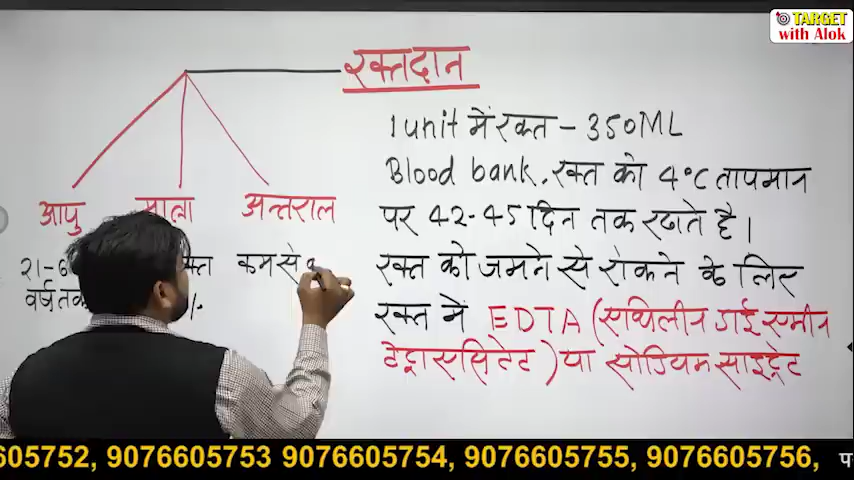 TARGET
with Alok
रक्तदान
1 unit में रक्त - 350ML
Blood bank. रक्त को 4°C तापमान
पर 42-45 दिन तक रखते है।
रक्त को जमने से रोकने के लिए
रक्त में EDTA (एथिलीन डाई एमीन
टेट्राएसिटेट) या सोडियम साइट्रेट
आयु मात्रा अन्तराल
21-6 क्त कम से क
वर्ष तक %.
605752, 9076605753 9076605754, 9076605755, 9076605756, प